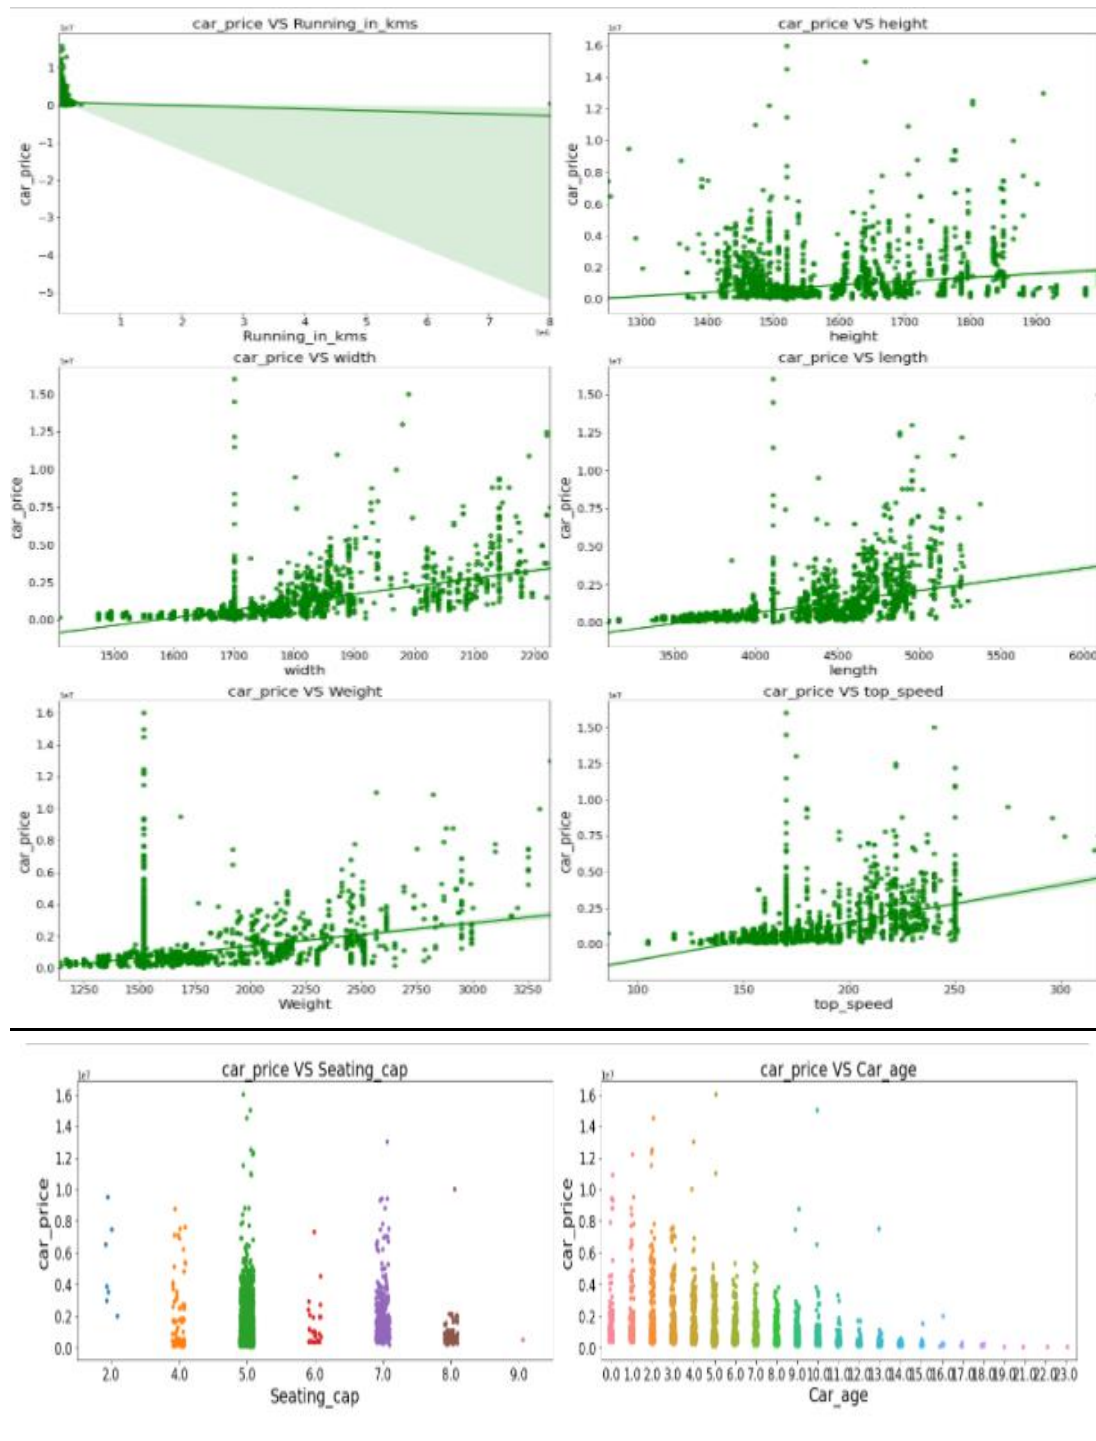 car_price VS Running_in_kms
1e7
1
0
−1
−2
−3
−4
−5
car_price
1 2 3 4 5 6 7 8
1e6
Running_in_kms
car_price VS height
1e7
1.6
1.4
1.2
1.0
0.8
0.6
0.4
0.2
0.0
car_price
1300 1400 1500 1600 1700 1800 1900
height
car_price VS width
1e7
1.50
1.25
1.00
0.75
0.50
0.25
0.00
car_price
1500 1600 1700 1800 1900 2000 2100 2200
width
car_price VS length
1e7
1.50
1.25
1.00
0.75
0.50
0.25
0.00
car_price
3500 4000 4500 5000 5500 6000
length
car_price VS Weight
1e7
1.6
1.4
1.2
1.0
0.8
0.6
0.4
0.2
0.0
car_price
1250 1500 1750 2000 2250 2500 2750 3000 3250
Weight
car_price VS top_speed
1e7
1.50
1.25
1.00
0.75
0.50
0.25
0.00
car_price
100 150 200 250 300
top_speed
car_price VS Seating_cap
1e7
1.6
1.4
1.2
1.0
0.8
0.6
0.4
0.2
0.0
car_price
2.0 4.0 5.0 6.0 7.0 8.0 9.0
Seating_cap
car_price VS Car_age
1e7
1.6
1.4
1.2
1.0
0.8
0.6
0.4
0.2
0.0
car_price
0.0 1.0 2.0 3.0 4.0 5.0 6.0 7.0 8.0 9.0 10.0 11.0 12.0 13.0 14.0 15.0 16.0 17.0 18.0 19.0 21.0 22.0 23.0
Car_age